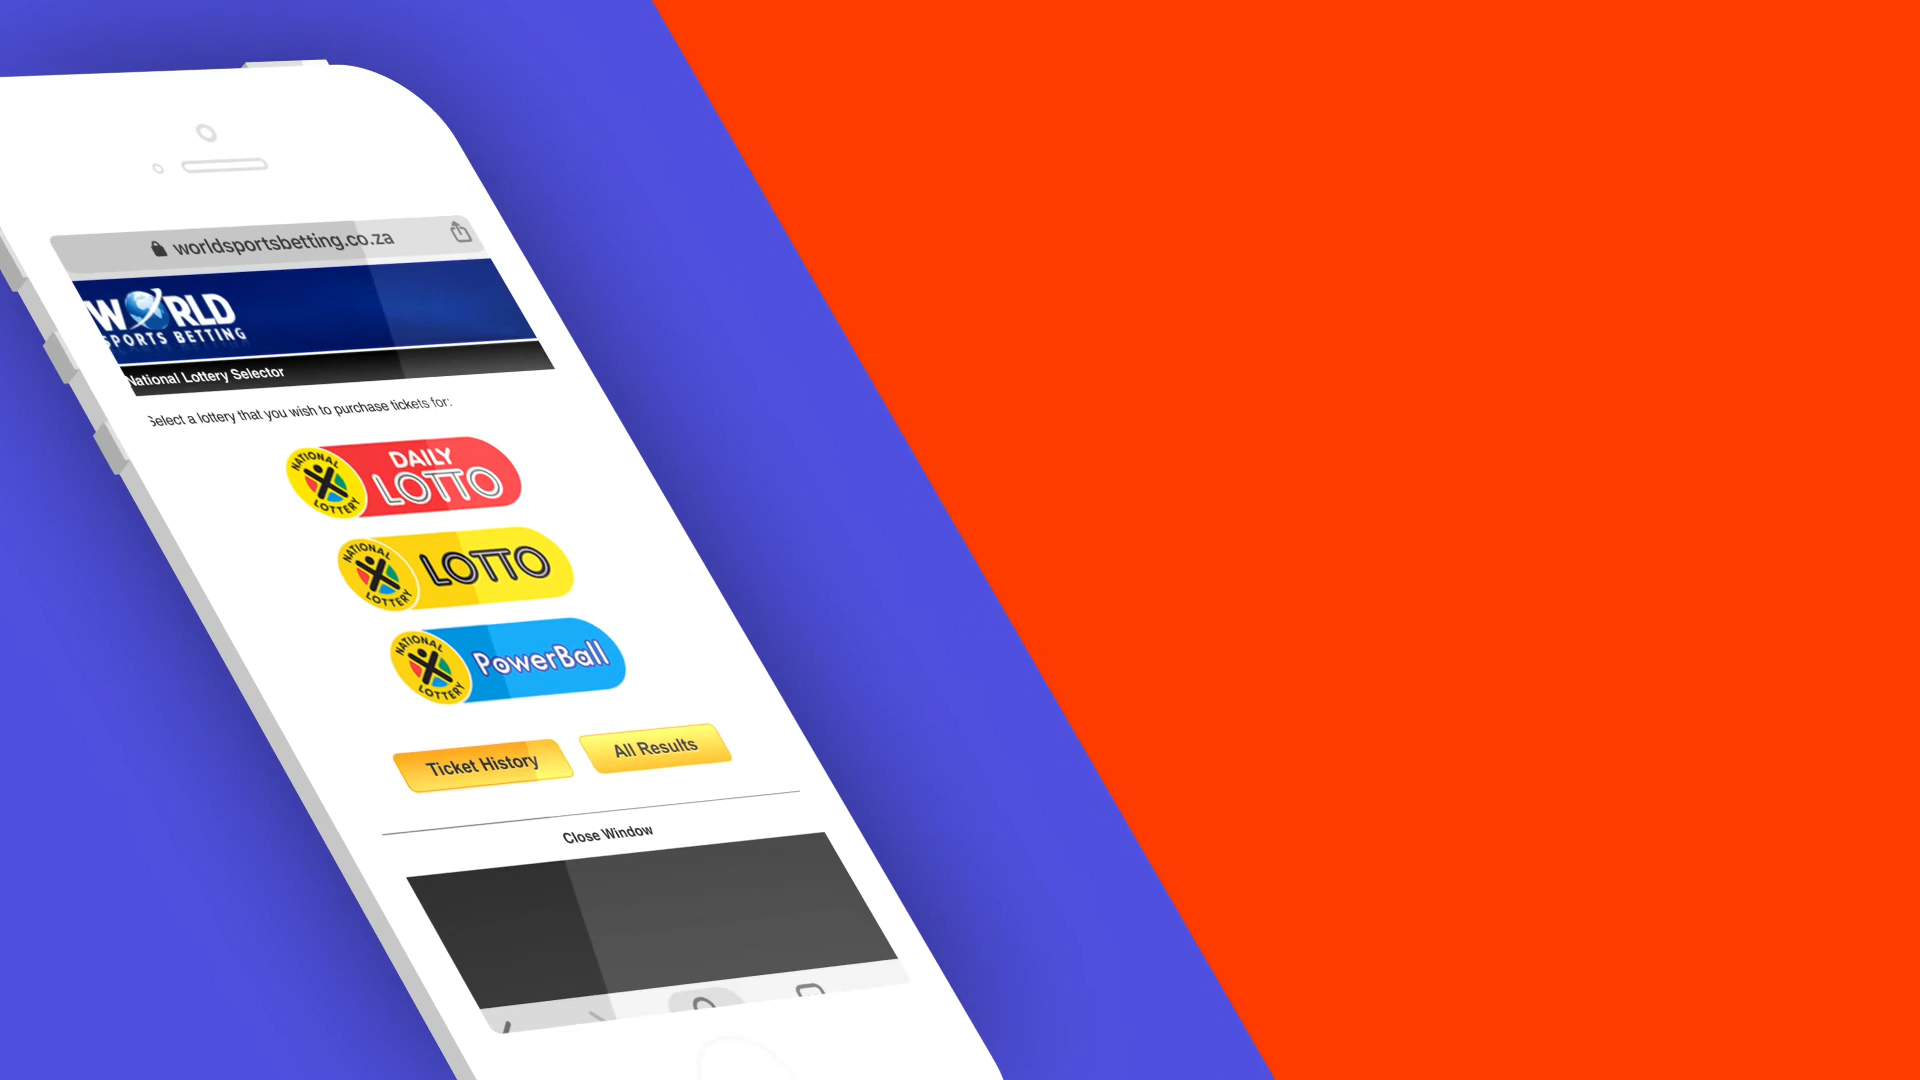 worldsportsbetting.co.za
WORLD
SPORTS BETTING
National Lottery Selector
Select a lottery that you wish to purchase tickets for:
NATIONAL LOTTERY DAILY LOTTO
NATIONAL LOTTERY LOTTO
NATIONAL LOTTERY PowerBall
Ticket History All Results
Close Window